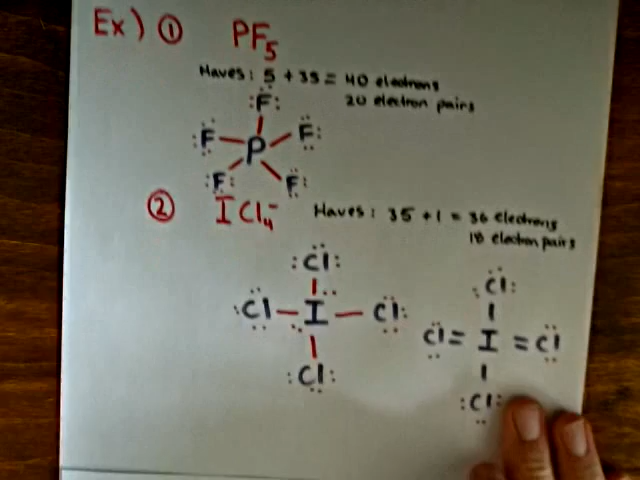 Ex) ① PF₅
Haves: 5 + 35 = 40 electrons
20 electron pairs
:F:
:F — P — F:
:F: F:
② ICl₄⁻
Haves: 35 + 1 = 36 Electrons
18 electron pairs
:Cl:
:Cl — I — Cl:
:Cl:
:Cl:
Cl = I = Cl
:Cl: